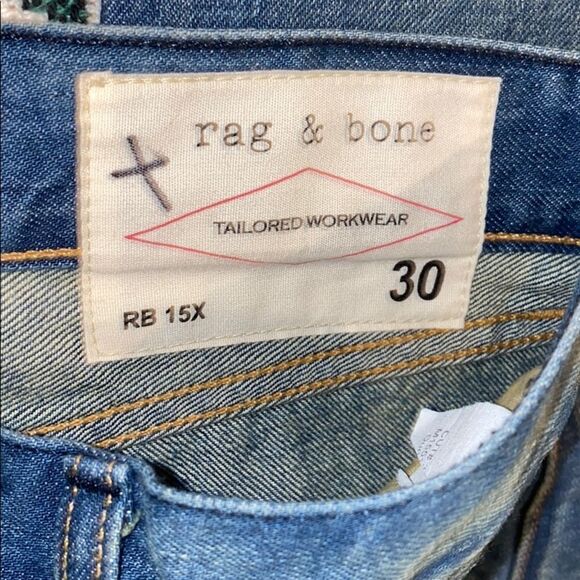 rag & bone
TAILORED WORKWEAR
RB 15X
30